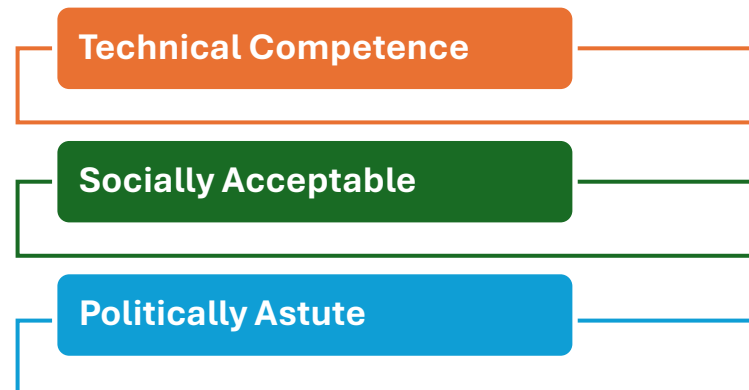 Technical Competence
Socially Acceptable
Politically Astute